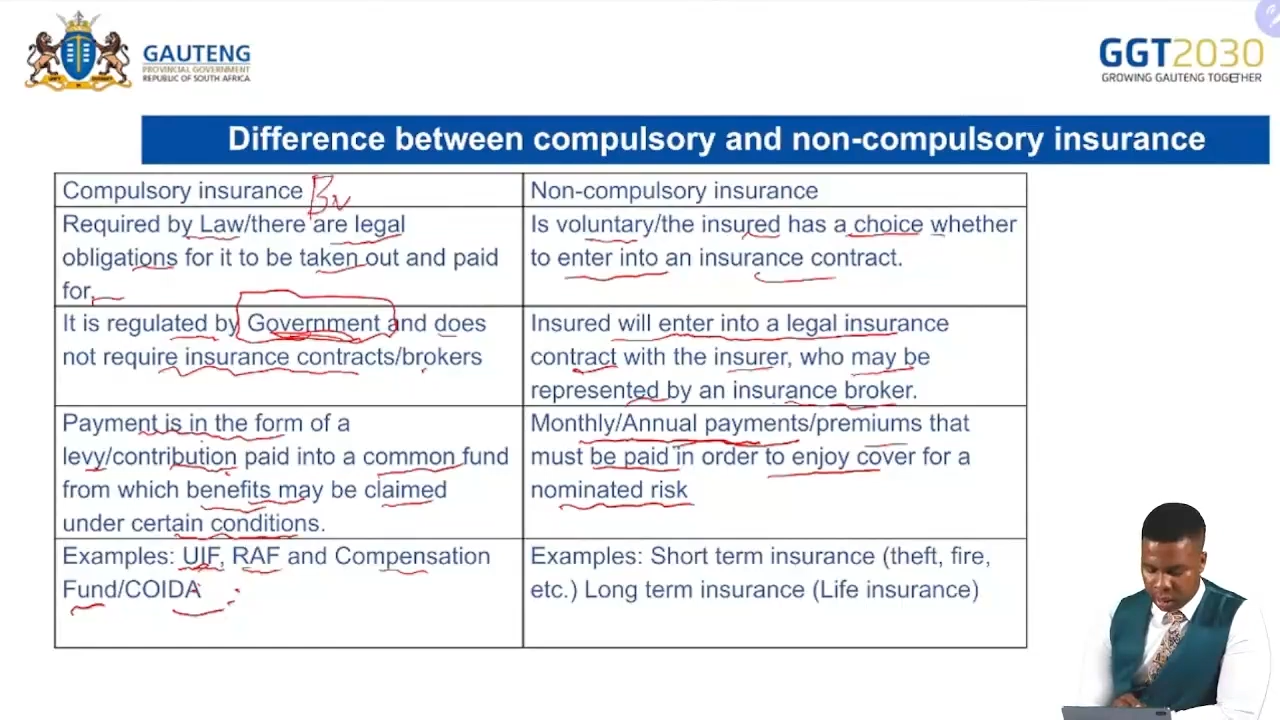 GAUTENG
PROVINCIAL GOVERNMENT
REPUBLIC OF SOUTH AFRICA
GGT2030
GROWING GAUTENG TOGETHER
Difference between compulsory and non-compulsory insurance
Compulsory insurance
Non-compulsory insurance
Required by Law/there are legal
obligations for it to be taken out and paid
for.
Is voluntary/the insured has a choice whether
to enter into an insurance contract.
It is regulated by Government and does
not require insurance contracts/brokers
Insured will enter into a legal insurance
contract with the insurer, who may be
represented by an insurance broker.
Payment is in the form of a
levy/contribution paid into a common fund
from which benefits may be claimed
under certain conditions.
Monthly/Annual payments/premiums that
must be paid in order to enjoy cover for a
nominated risk
Examples: UIF, RAF and Compensation
Fund/COIDA
Examples: Short term insurance (theft, fire,
etc.) Long term insurance (Life insurance)